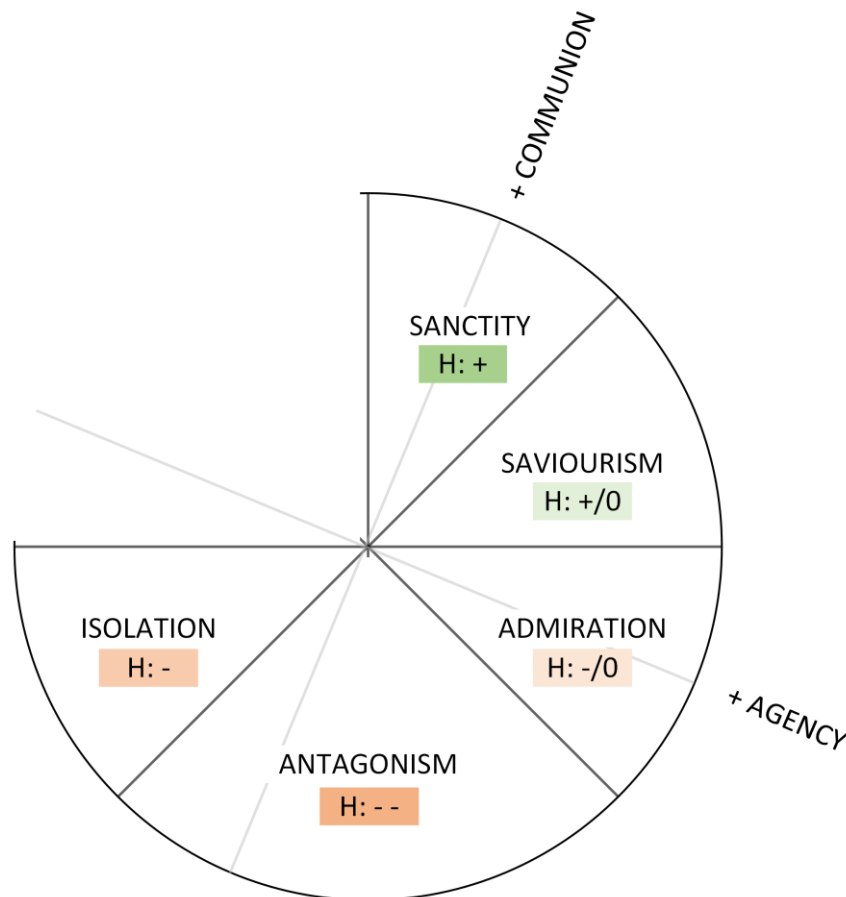 + COMMUNION
SANCTITY
H: +
SAVIOURISM
H: +/0
ISOLATION
H: -
ADMIRATION
H: -/0
+ AGENCY
ANTAGONISM
H: - -